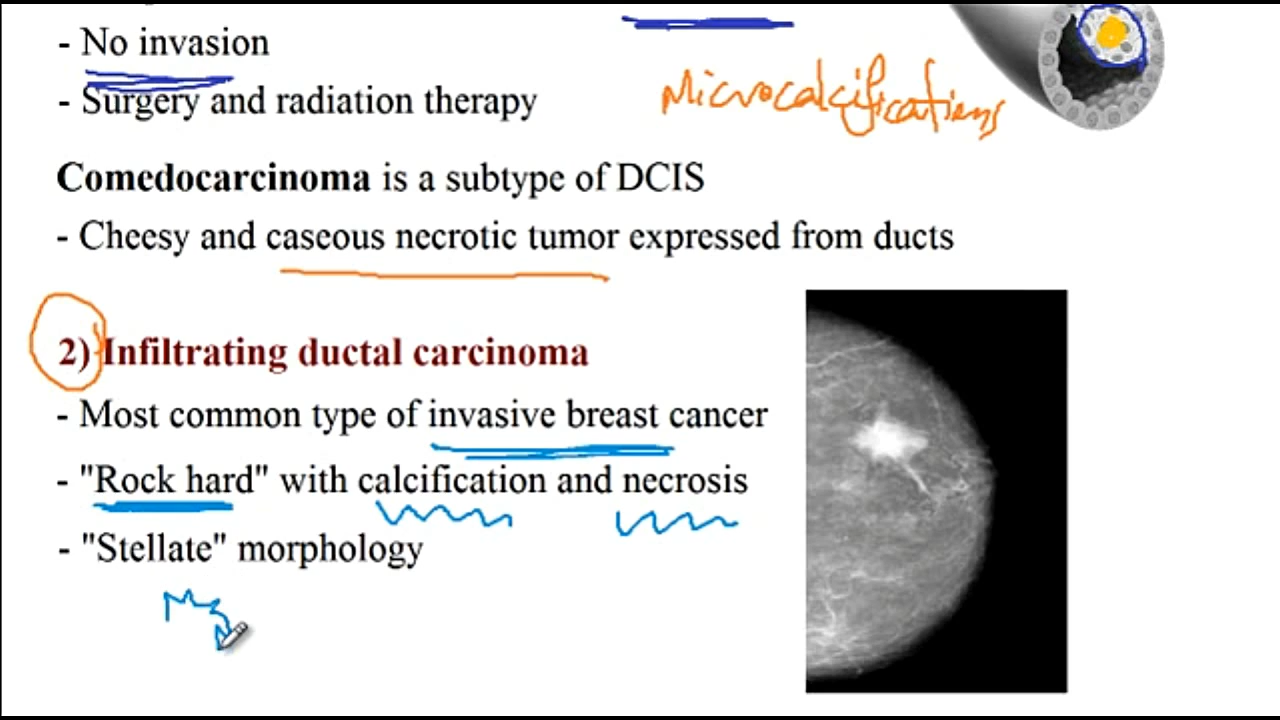 - No invasion
- Surgery and radiation therapy
Microcalcifications
Comedocarcinoma is a subtype of DCIS
- Cheesy and caseous necrotic tumor expressed from ducts
2) Infiltrating ductal carcinoma
- Most common type of invasive breast cancer
- "Rock hard" with calcification and necrosis
- "Stellate" morphology